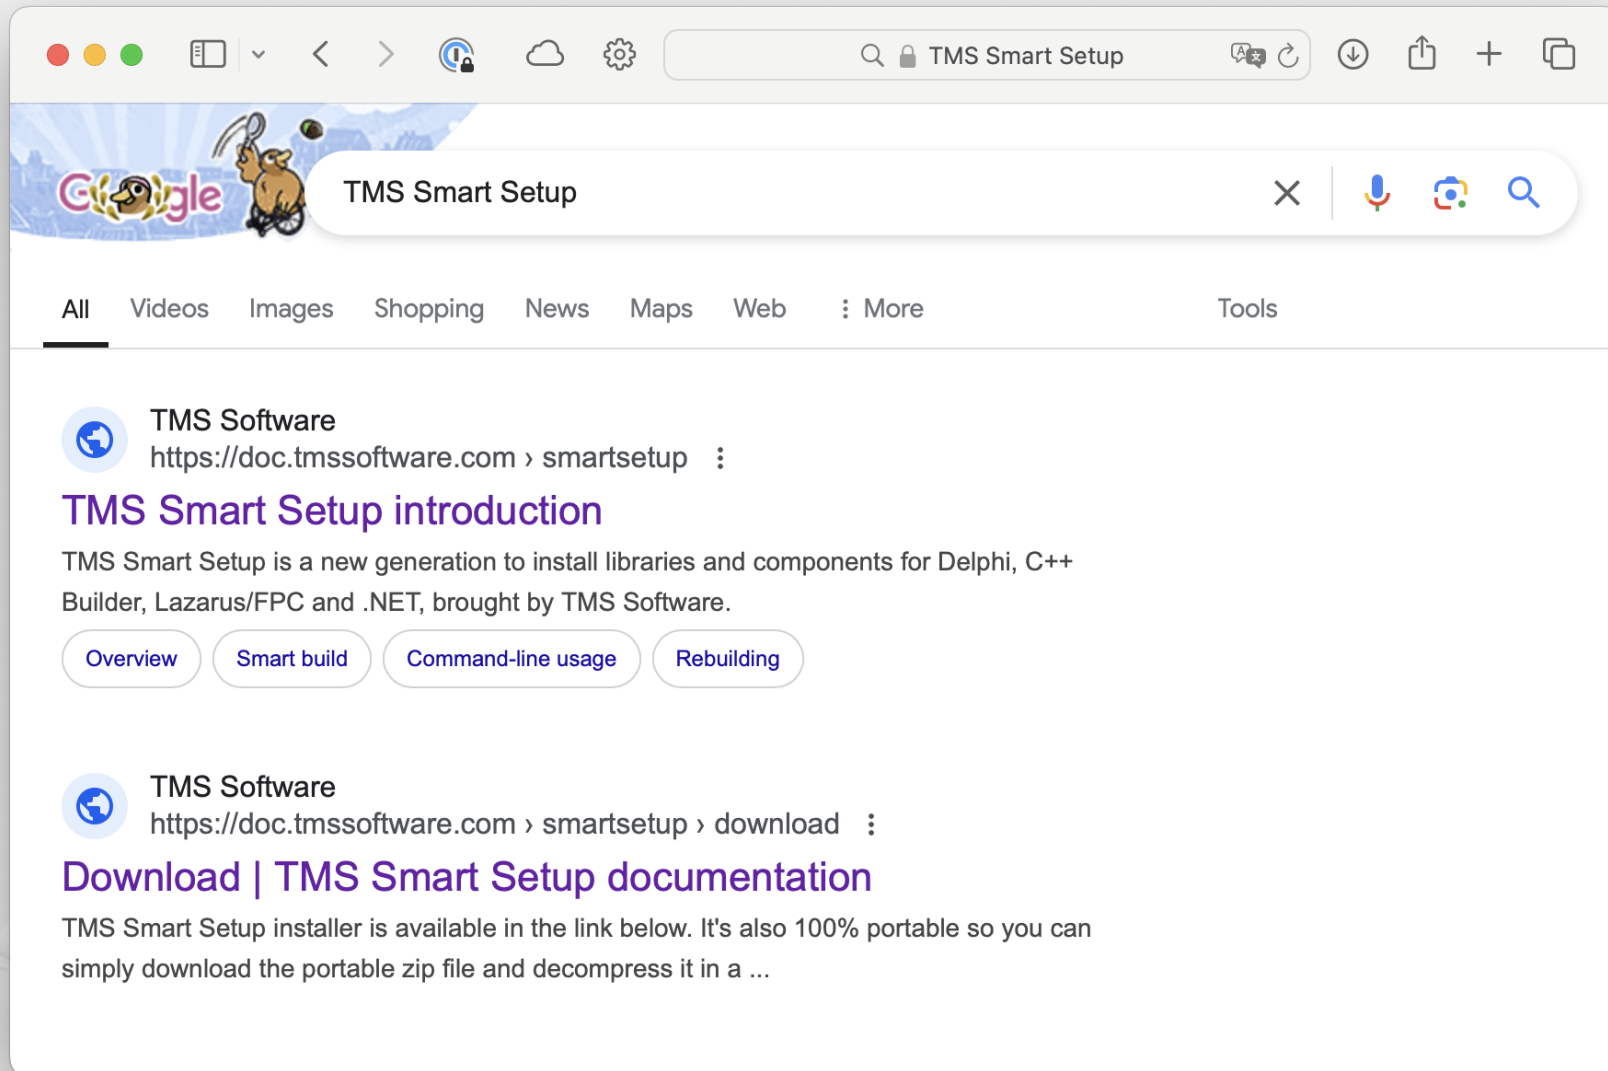 TMS Smart Setup
Google
TMS Smart Setup
All Videos Images Shopping News Maps Web More Tools
TMS Software
https://doc.tmssoftware.com › smartsetup
TMS Smart Setup introduction
TMS Smart Setup is a new generation to install libraries and components for Delphi, C++
Builder, Lazarus/FPC and .NET, brought by TMS Software.
Overview Smart build Command-line usage Rebuilding
TMS Software
https://doc.tmssoftware.com › smartsetup › download
Download | TMS Smart Setup documentation
TMS Smart Setup installer is available in the link below. It's also 100% portable so you can
simply download the portable zip file and decompress it in a ...